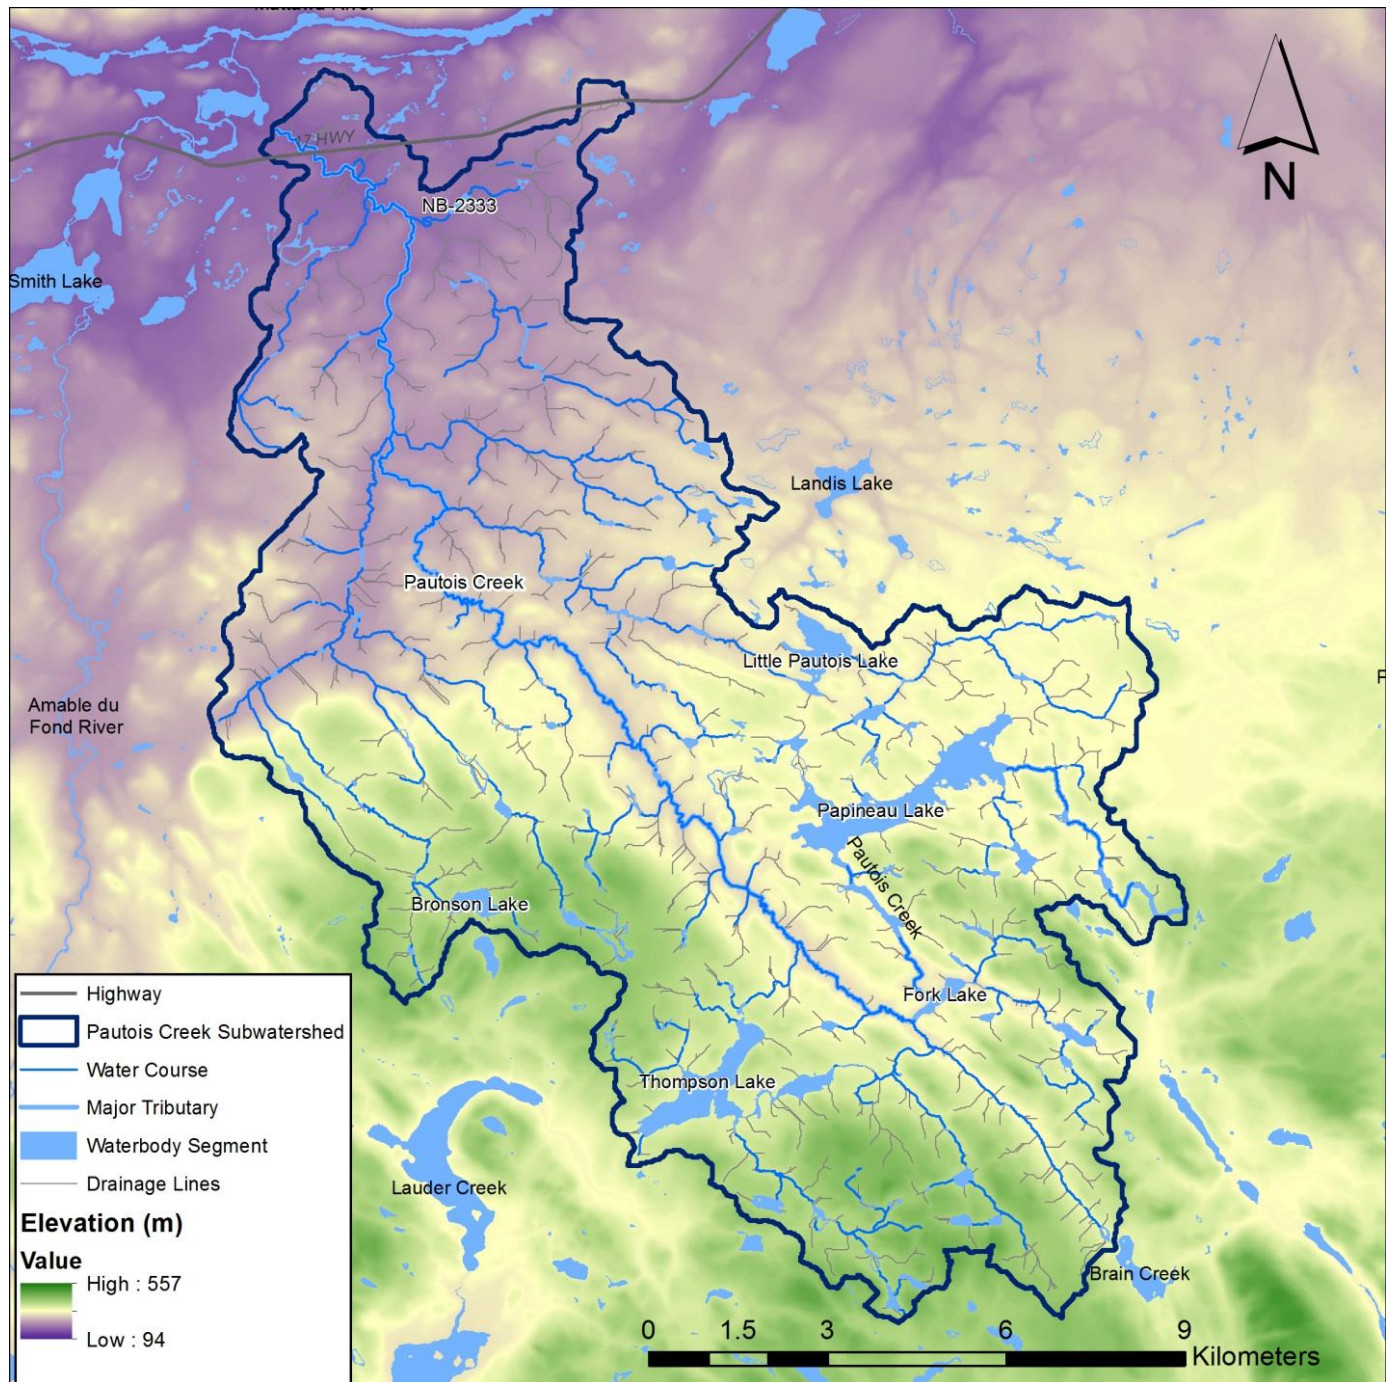 Mattawa River
17 HWY
N
NB-2333
Smith Lake
Landis Lake
Pautois Creek
Little Pautois Lake
Amable du
Fond River
Papineau Lake
Pautois Creek
Bronson Lake
Fork Lake
Thompson Lake
Lauder Creek
Brain Creek
Highway
Pautois Creek Subwatershed
Water Course
Major Tributary
Waterbody Segment
Drainage Lines
Elevation (m)
Value
High : 557
Low : 94
0 1.5 3 6 9
Kilometers